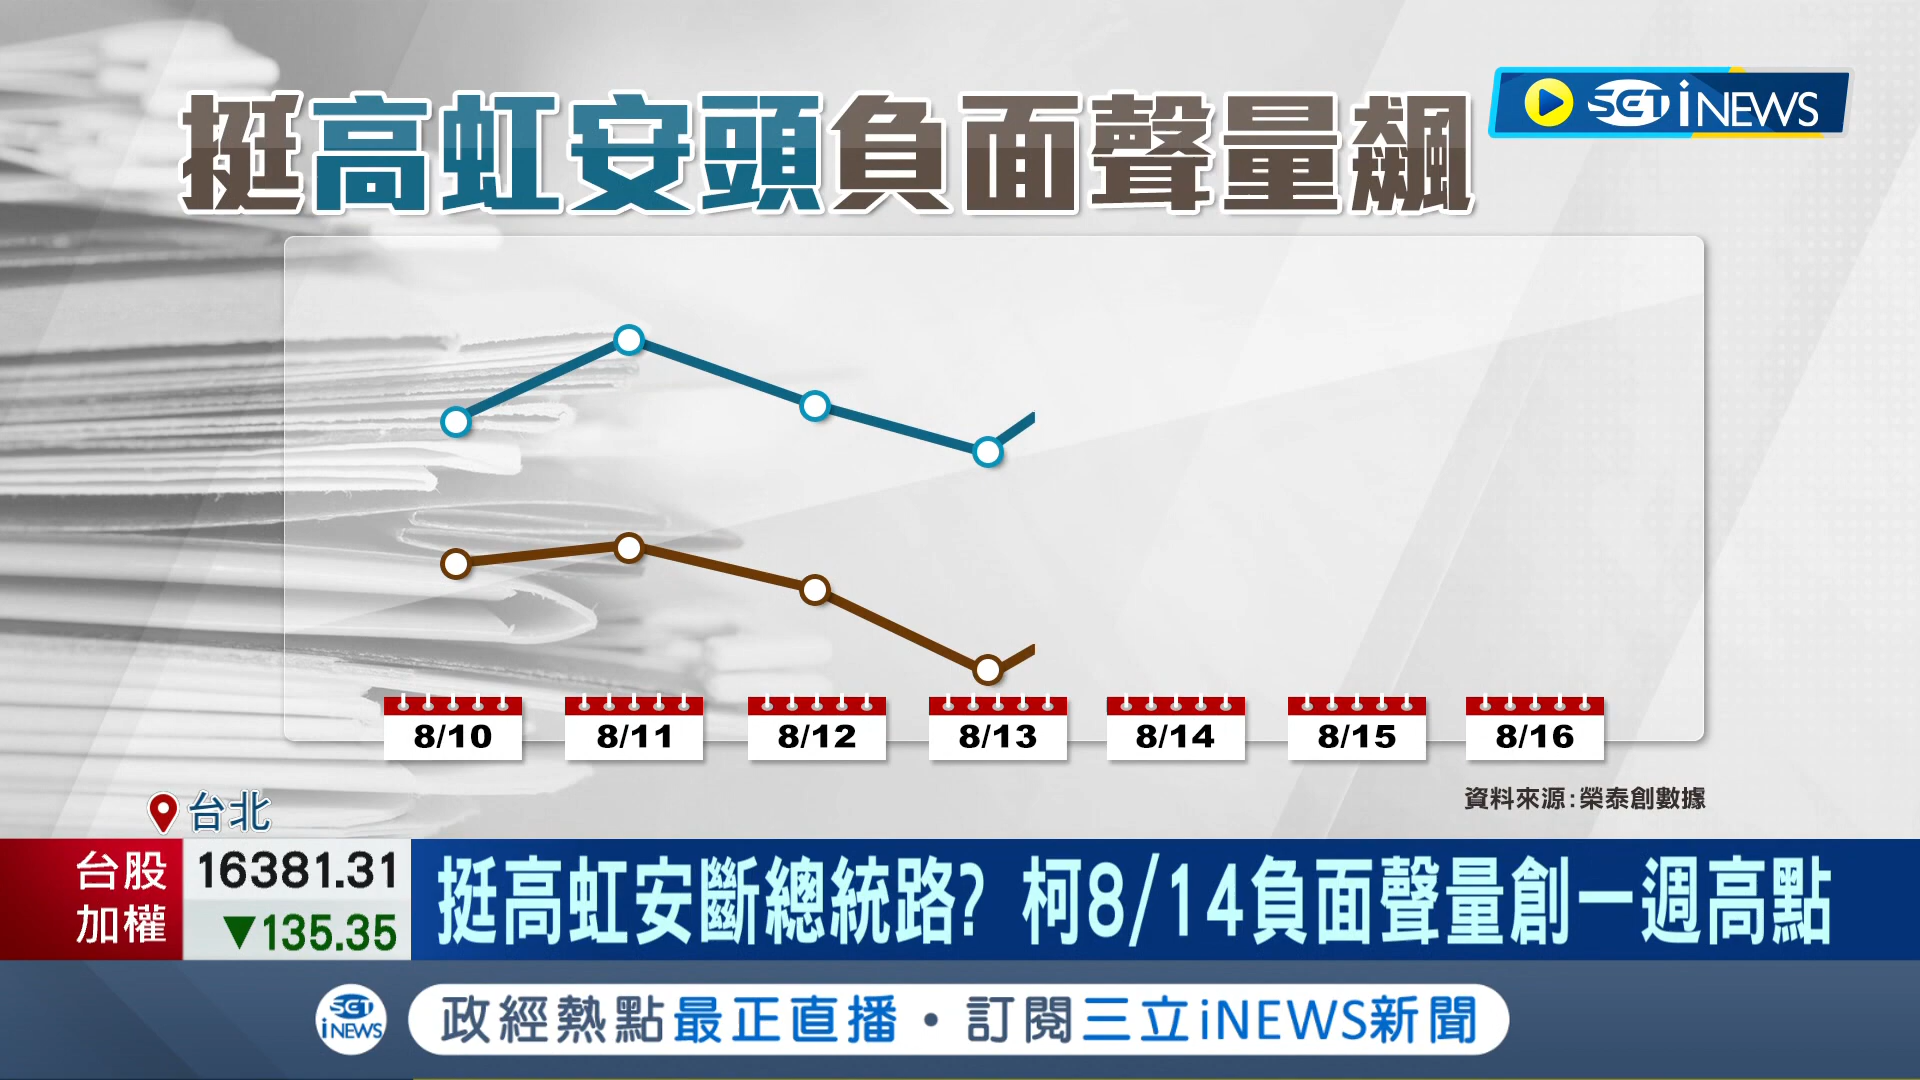 挺高虹安頭負面聲量飆
SET iNEWS
8/10 8/11 8/12 8/13 8/14 8/15 8/16
資料來源:榮泰創數據
台北
台股加權
16381.31
▼135.35
挺高虹安斷總統路? 柯8/14負面聲量創一週高點
SET iNEWS
政經熱點最正直播・訂閱三立iNEWS新聞